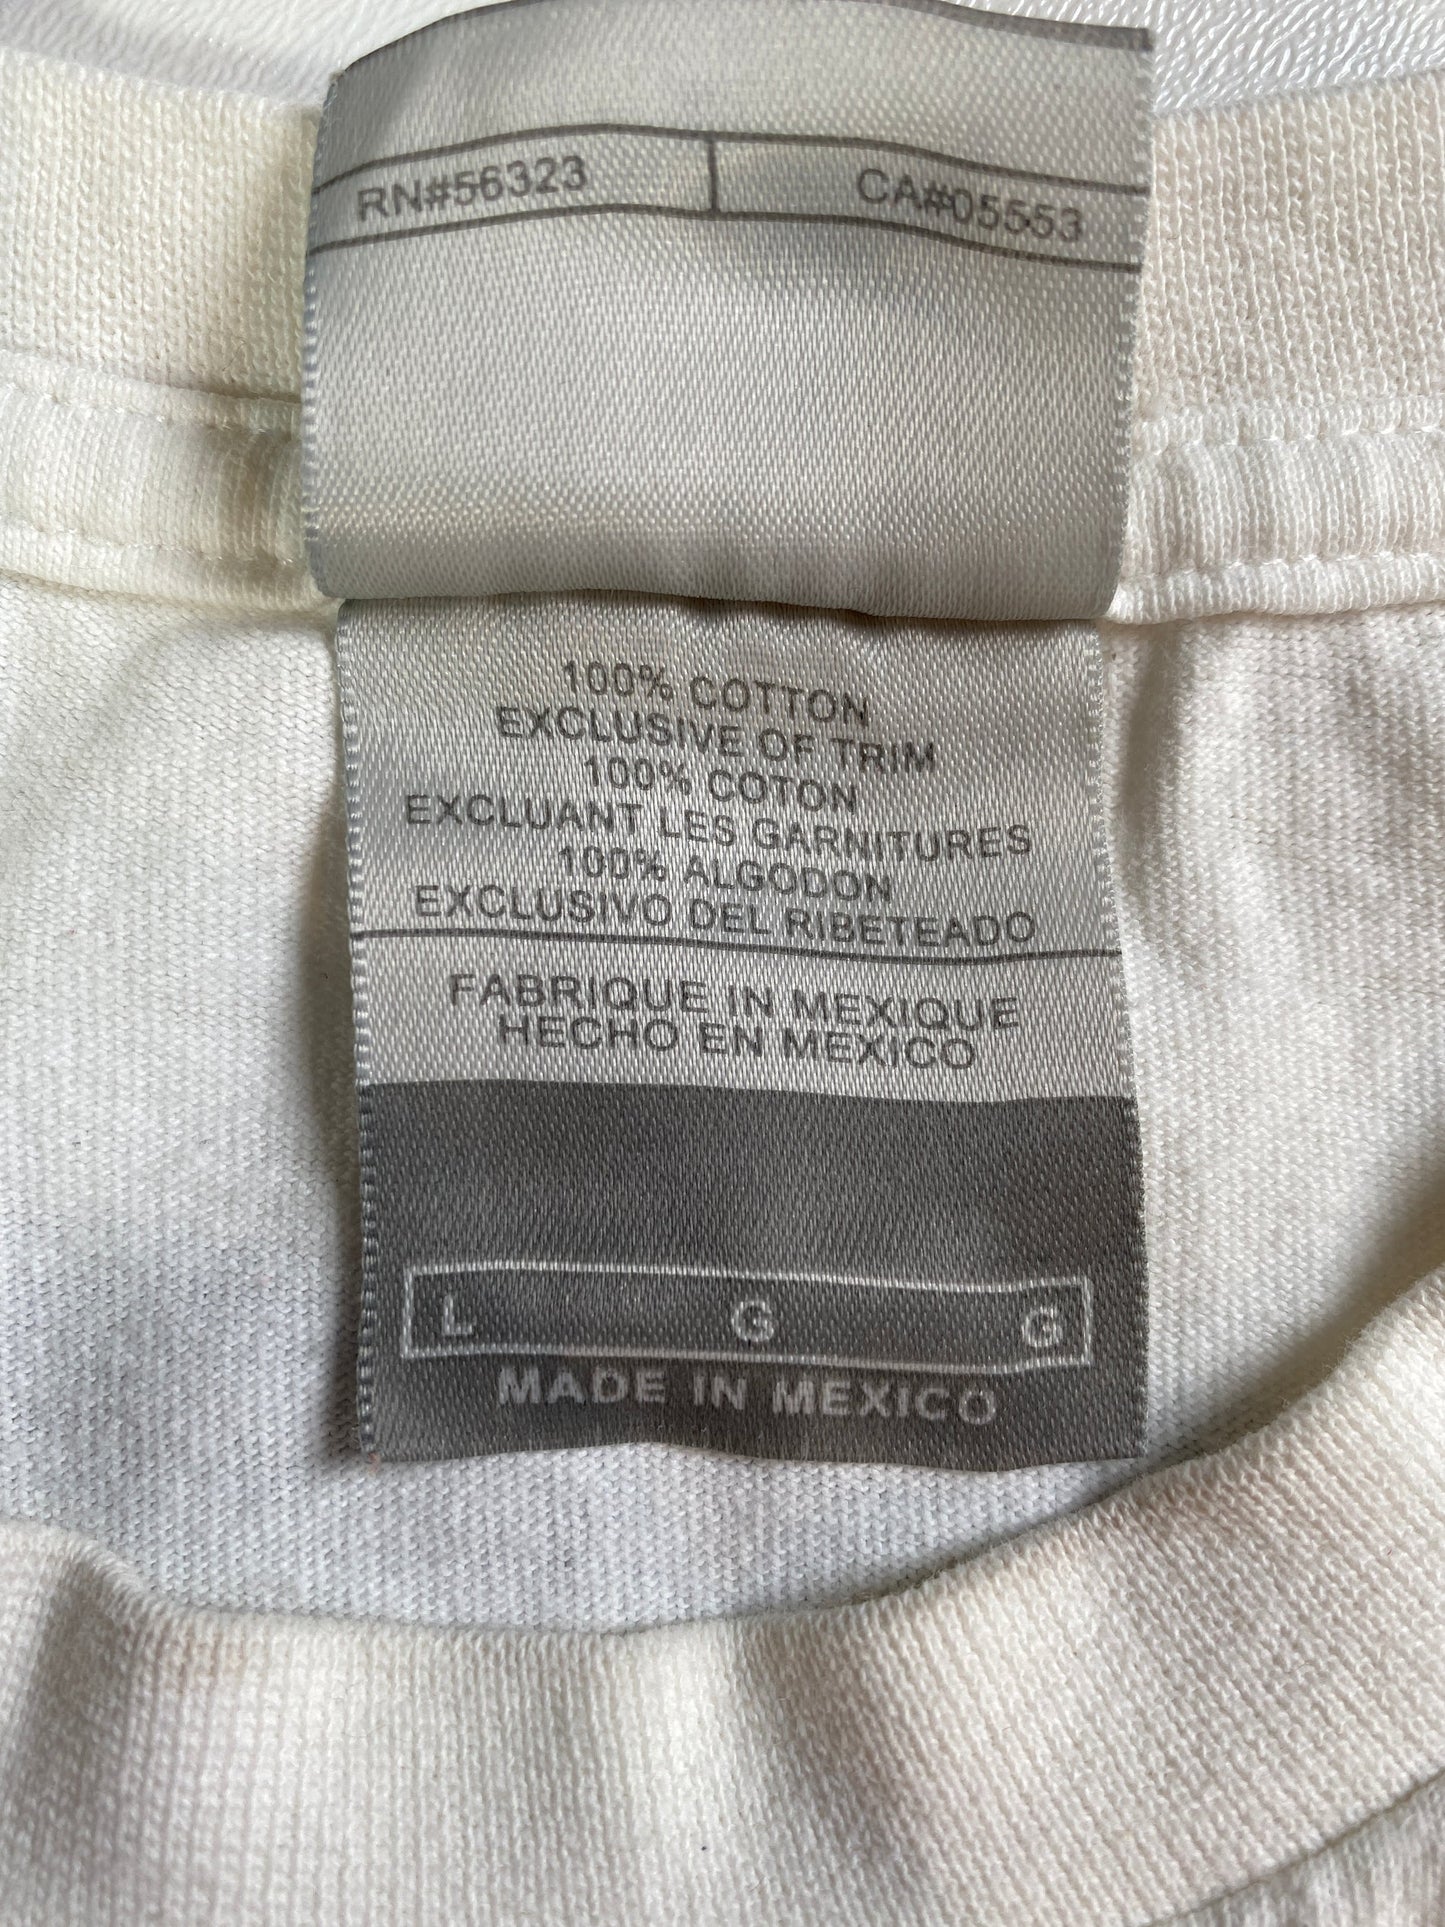 RN#56323 CA#05553
100% COTTON
EXCLUSIVE OF TRIM
100% COTON
EXCLUANT LES GARNITURES
100% ALGODON
EXCLUSIVO DEL RIBETEADO
FABRIQUE IN MEXIQUE
HECHO EN MEXICO
L G G
MADE IN MEXICO